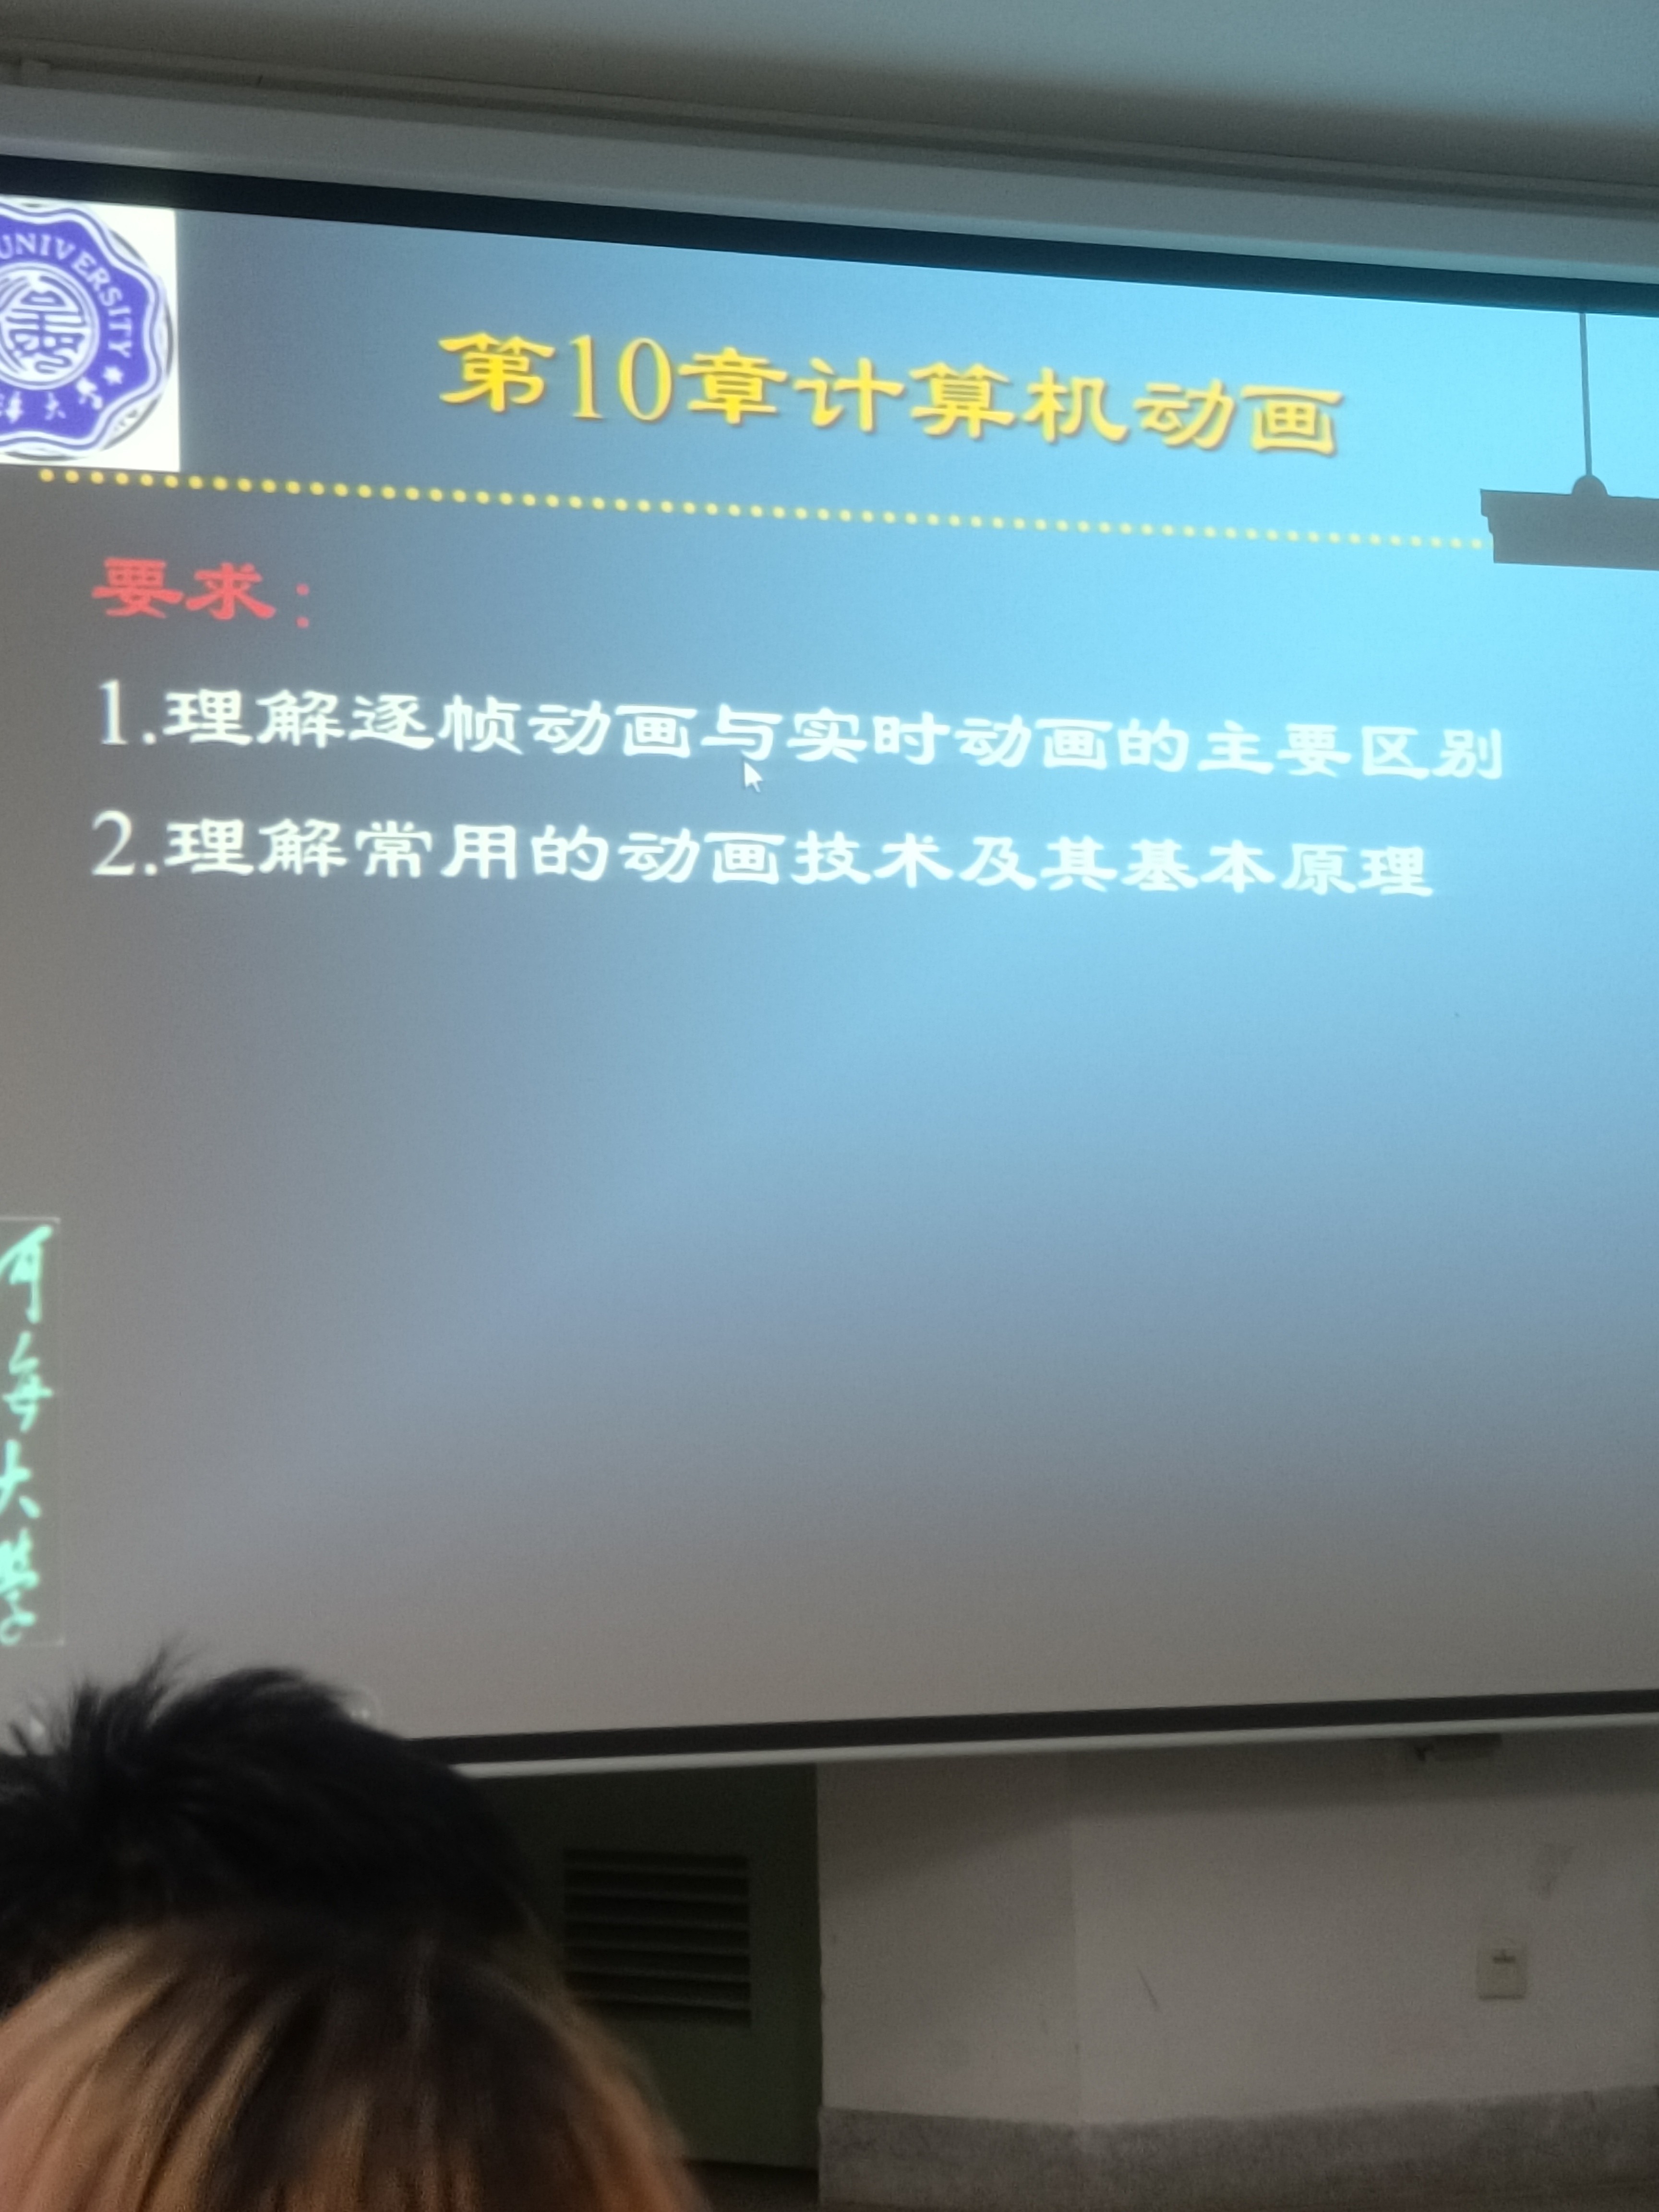 UNIVERSITY
第10章计算机动画
要求：
1.理解逐帧动画与实时动画的主要区别
2.理解常用的动画技术及其基本原理
河海大学